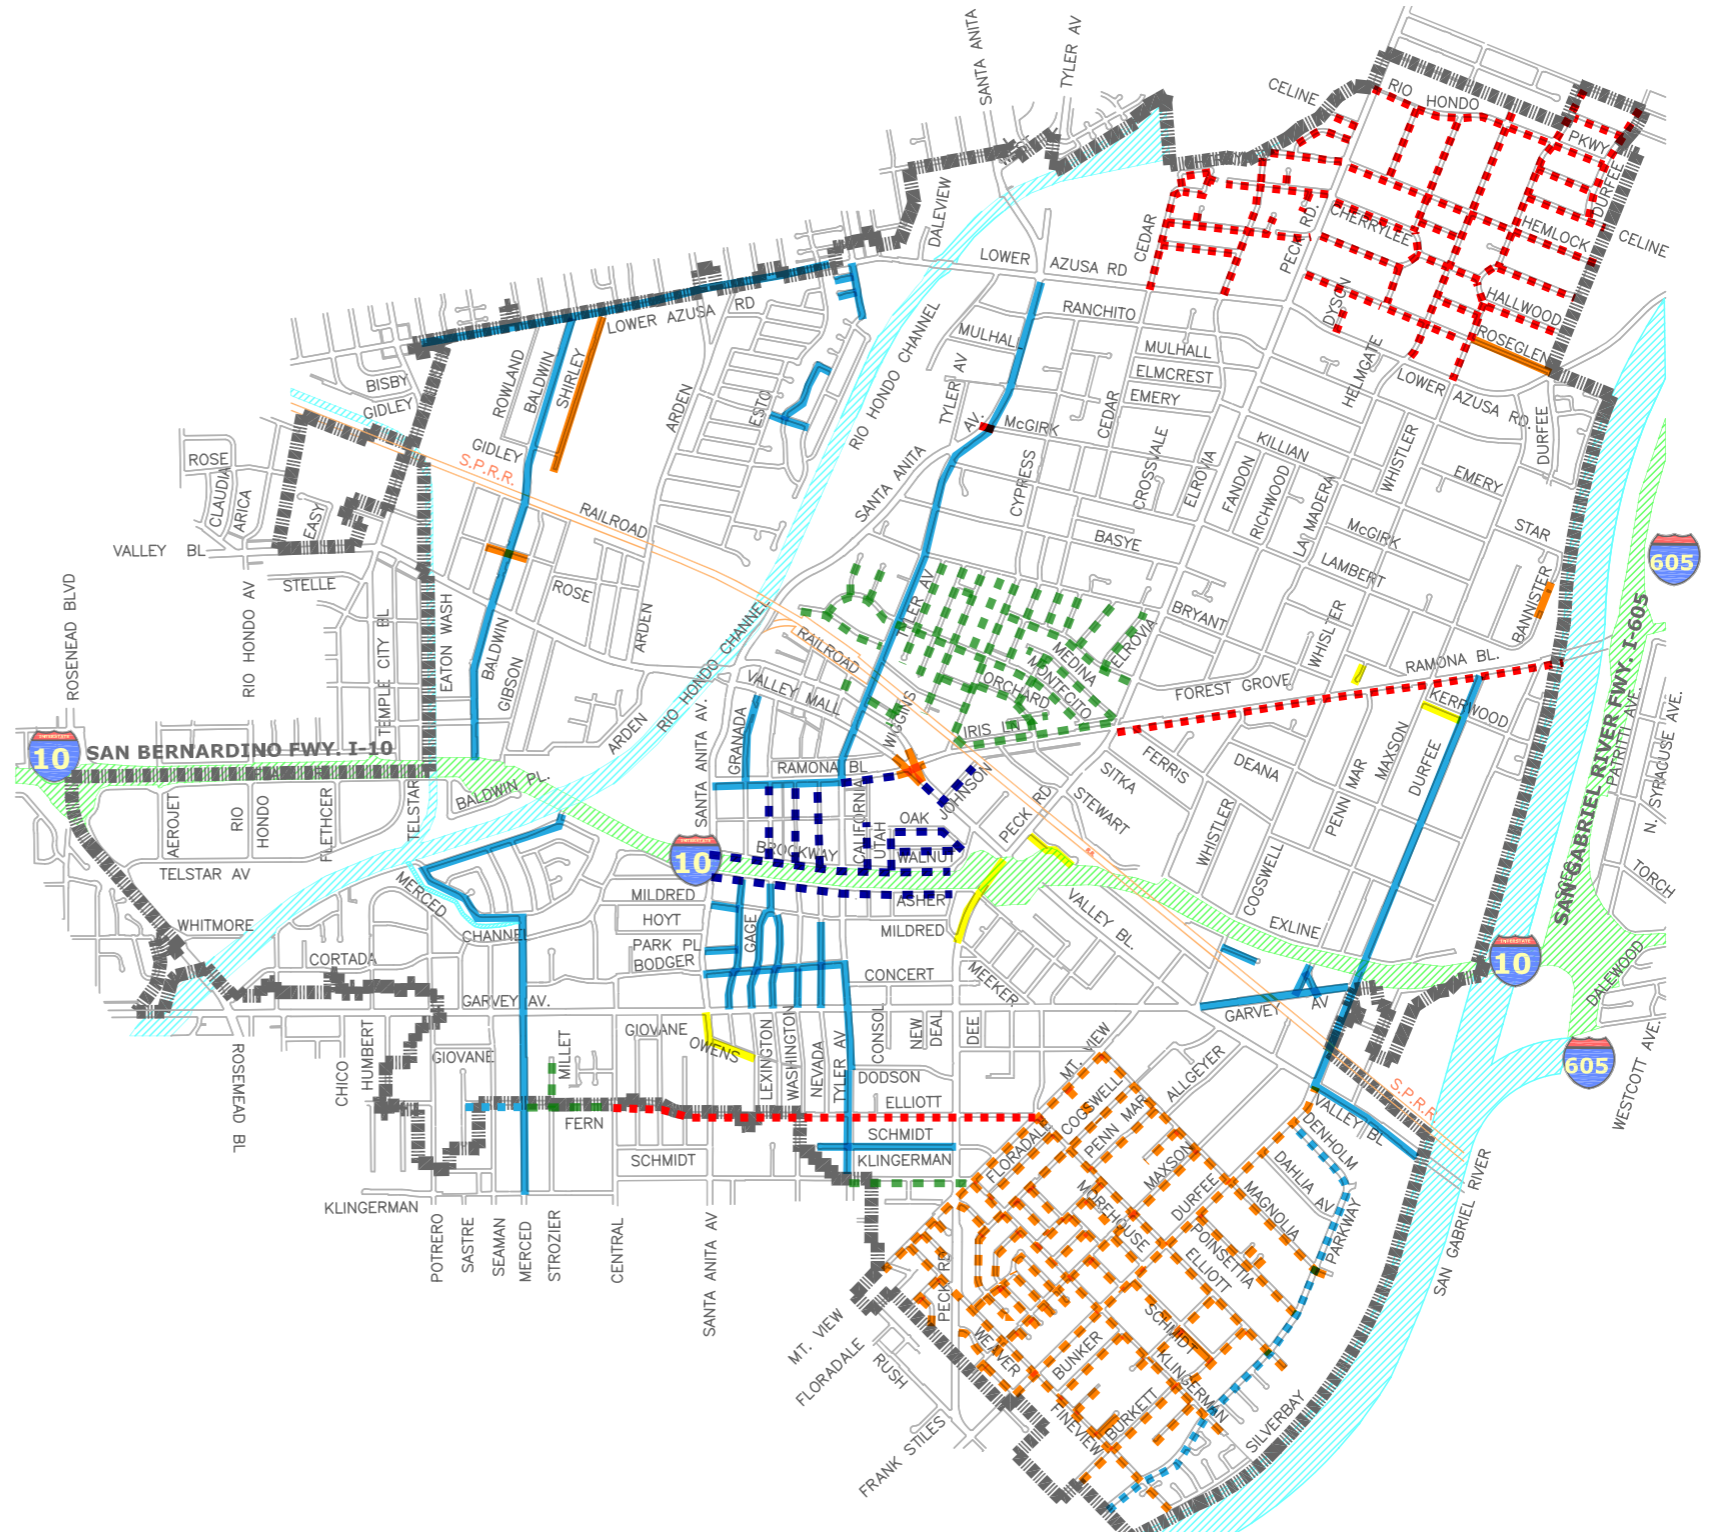 SANTA ANITA
TYLER AV
CELINE
RIO
HONDO
PKWY
DURFEE
DALEVIEW
CEDAR
PECK RD.
CHERRYLEE
HEMLOCK
CELINE
LOWER
AZUSA RD
RANCHITO
DYSON
HALLWOOD
ROSEGLEN
LOWER AZUSA
RD
MULHALL
MULHALL
HELMGATE
BISBY
GIDLEY
ROWLAND
BALDWIN
SHIRLEY
ARDEN
ESTO
RIO HONDO CHANNEL
TYLER AV
AV.
McGIRK
ELMCREST
EMERY
CEDAR
LOWER
AZUSA
RD.
DURFEE
GIDLEY
S.P.R.R.
ROSE
CLAUDIA
ARICA
EASY
RAILROAD
SANTA ANITA
CYPRESS
CROSSVALE
ELROVIA
FANDON
RICHWOOD
KILLIAN
LA MADERA
WHISTLER
EMERY
STAR
McGIRK
BASYE
LAMBERT
VALLEY
BL
STELLE
ROSE
605
ROSENEAD BLVD
RIO HONDO AV
TEMPLE CITY BL
EATON WASH
BALDWIN
GIBSON
ARDEN
RIO HONDO CHANNEL
RAILROAD
TYLER AV
BRYANT
ELROVIA
MEDINA
MONTECITO
ORCHARD
WHISLTER
BANNISTER
RAMONA BL.
FOREST GROVE
KERRWOOD
VALLEY MALL
WIGGINS
IRIS LN
ARDEN
SANTA ANITA AV.
GRANADA
RAMONA BL
10
SAN BERNARDINO FWY. I-10
BALDWIN PL.
FERRIS
SITKA
DEANA
STEWART
PENN MAR
MAXSON
DURFEE
SAN GABRIEL RIVER FWY. I-605
PARITTI AVE.
N. SYRACUSE AVE.
AEROJET
RIO
HONDO
FLETHCER
TELSTAR
TELSTAR AV
JOHNSON
PECK RD
OAK
CALIFORNIA
UTAH
WALNUT
BROCKWAY
10
WHISTLER
COGSWELL
TORCH
MERCED
CHANNEL
WHITMORE
CORTADA
MILDRED
HOYT
PARK PL
BODGER
GAGE
ASHER
MILDRED
VALLEY BL.
EXLINE
10
DALEWOOD
CONCERT
MEEKER
GARVEY AV.
GARVEY
AV
GIOVANE
GIOVANE
OWENS
LEXINGTON
WASHINGTON
NEVADA
TYLER AV
CONSOL
NEW
DEAL
DEE
MT. VIEW
605
WESTCOTT AVE.
ROSEMEAD BL
CHICO
HUMBERT
MILLET
DODSON
ELLIOTT
FERN
SCHMIDT
SCHMIDT
KLINGERMAN
KLINGERMAN
COGSWELL
PENN MAR
ALLGEYER
FLORADALE
MAXSON
MOREHOUSE
DURFEE
S.P.R.R.
VALLEY BL
DENHOLM
DAHLIA AV
MAGNOLIA
PARKWAY
POINSETTIA
ELLIOTT
SAN GABRIEL RIVER
POTRERO
SASTRE
SEAMAN
MERCED
STROZIER
CENTRAL
SANTA ANITA AV
PECK RD
MT. VIEW
FLORADALE
RUSH
WEAVER
BUNKER
SCHMIDT
KLINGERMAN
BURKETT
FINEVIEW
SILVERBAY
FRANK STILES